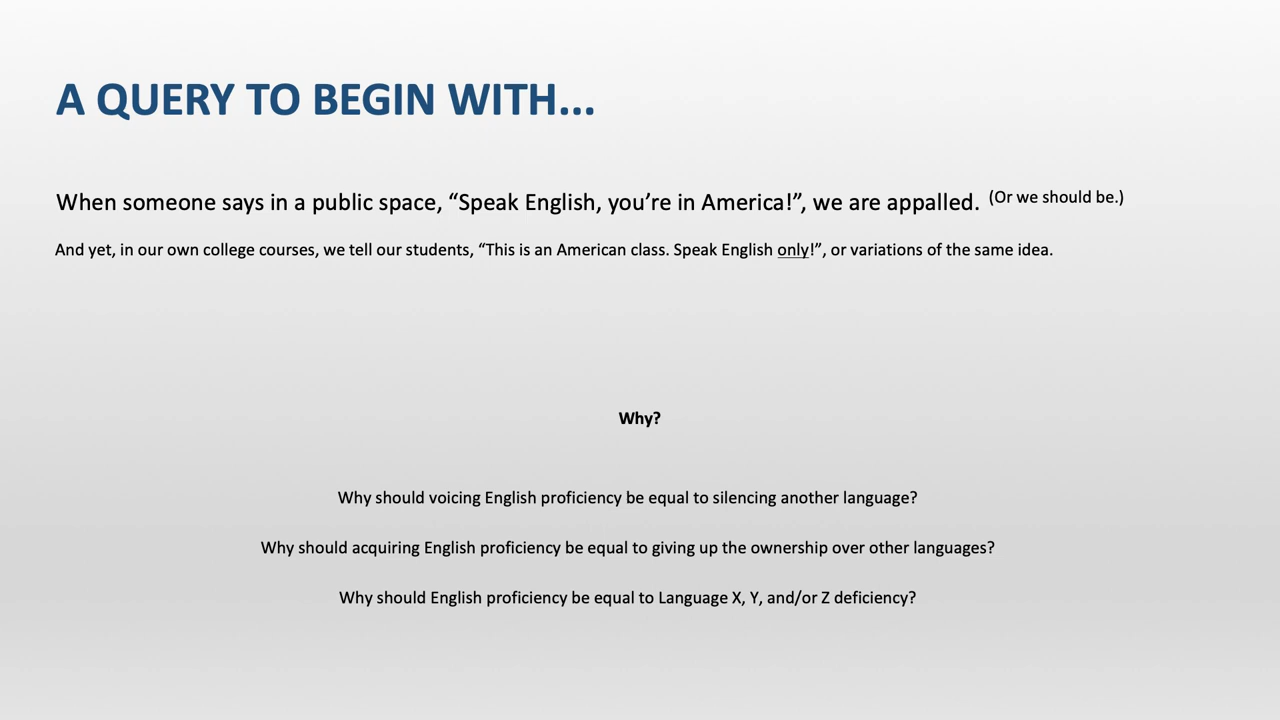 A QUERY TO BEGIN WITH...
When someone says in a public space, “Speak English, you’re in America!”, we are appalled. (Or we should be.)
And yet, in our own college courses, we tell our students, “This is an American class. Speak English only!”, or variations of the same idea.
Why?
Why should voicing English proficiency be equal to silencing another language?
Why should acquiring English proficiency be equal to giving up the ownership over other languages?
Why should English proficiency be equal to Language X, Y, and/or Z deficiency?